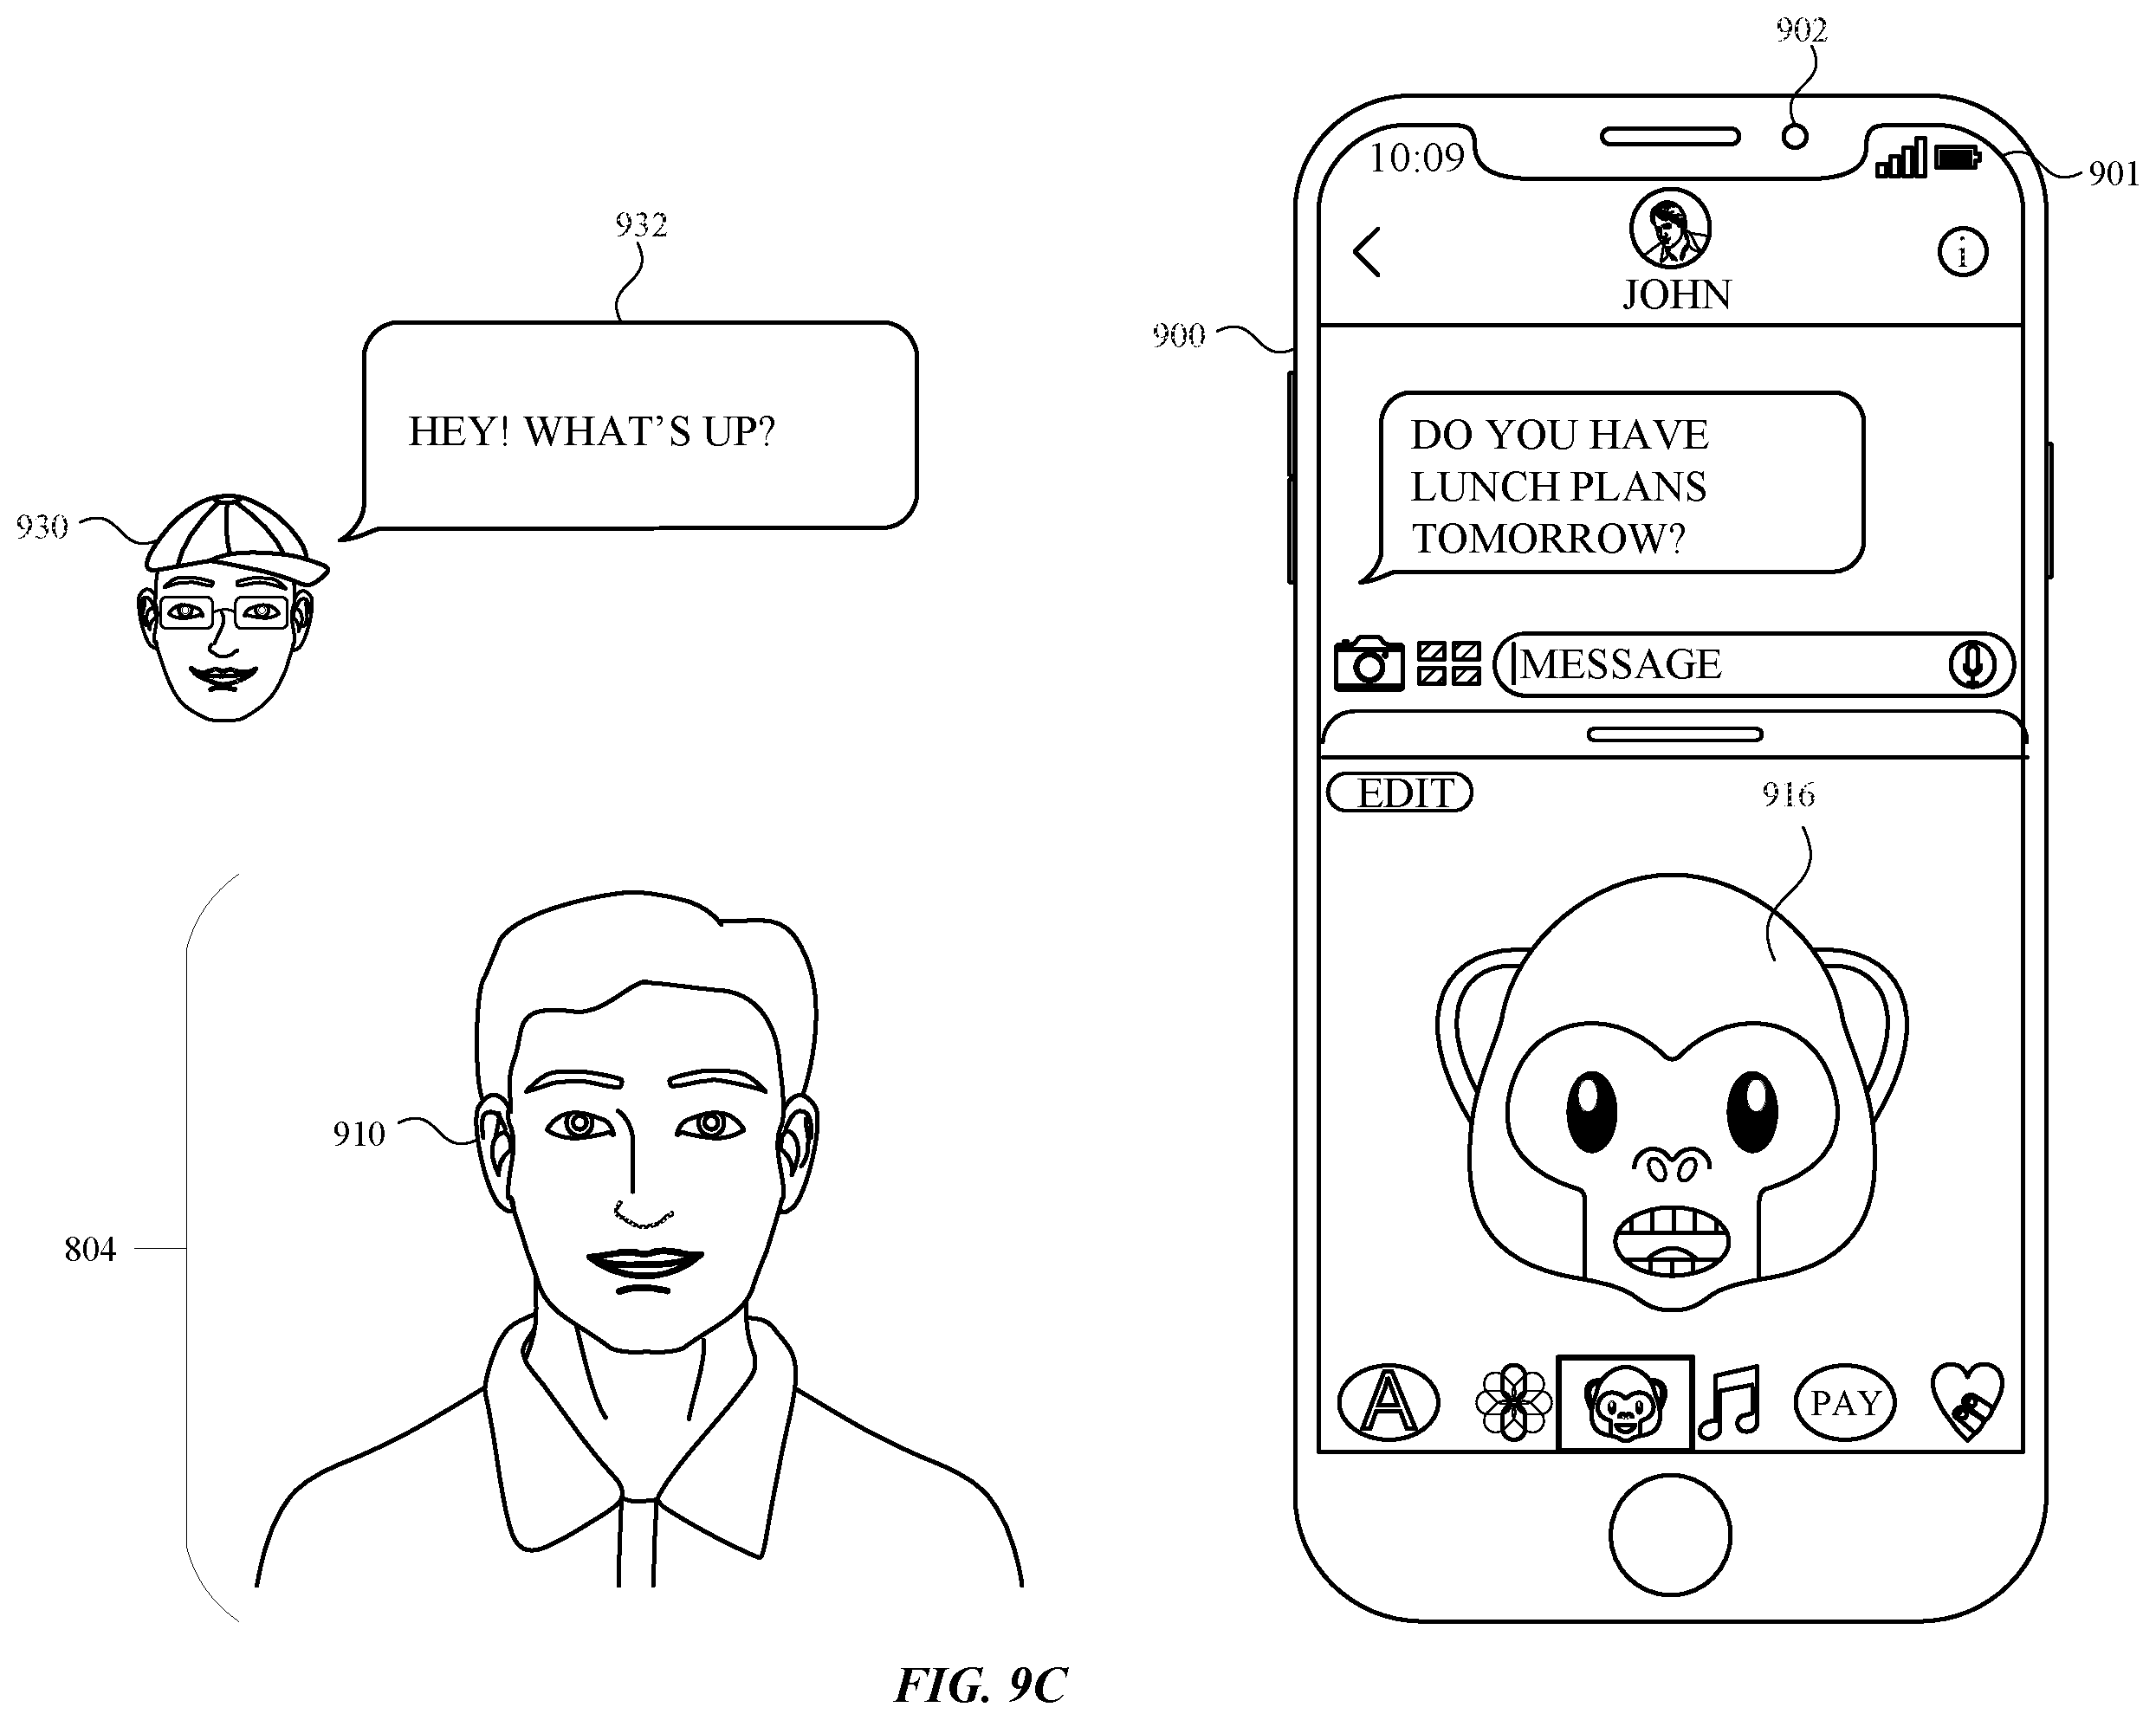 902
10:09
901
932
JOHN
i
900
HEY! WHAT’S UP?
DO YOU HAVE
LUNCH PLANS
TOMORROW?
930
MESSAGE
EDIT
916
910
804
A
PAY
FIG. 9C